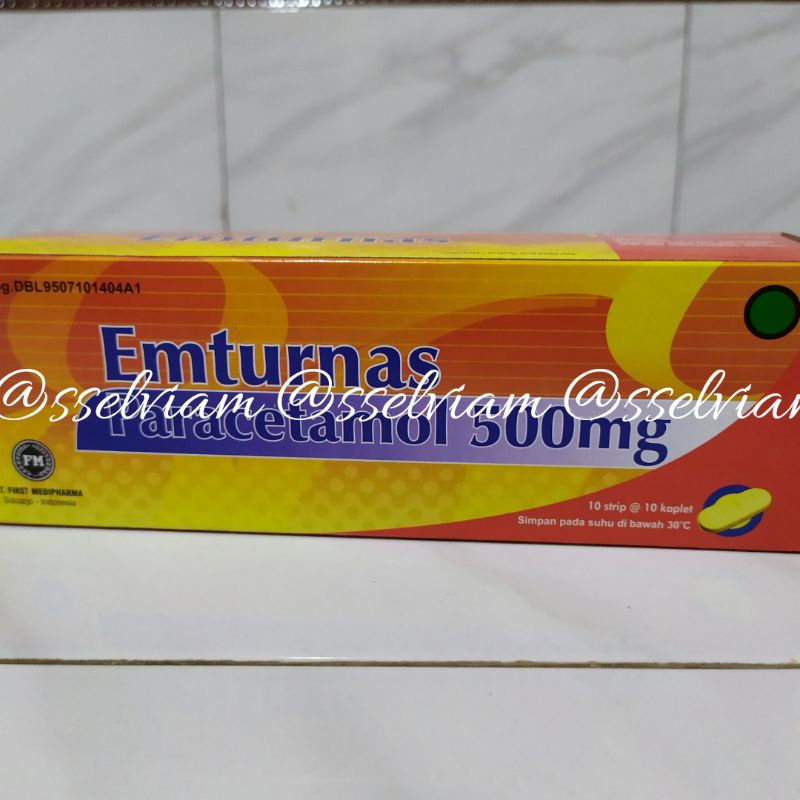 Emturnas
g.DBL9507101404A1
Emturnas
@sselviam @sselviam @sselviam
Paracetamol 500mg
FM
T. FIRST MEDIPHARMA
Sidoarjo - Indonesia
10 strip @ 10 kaplet
Simpan pada suhu di bawah 30°C